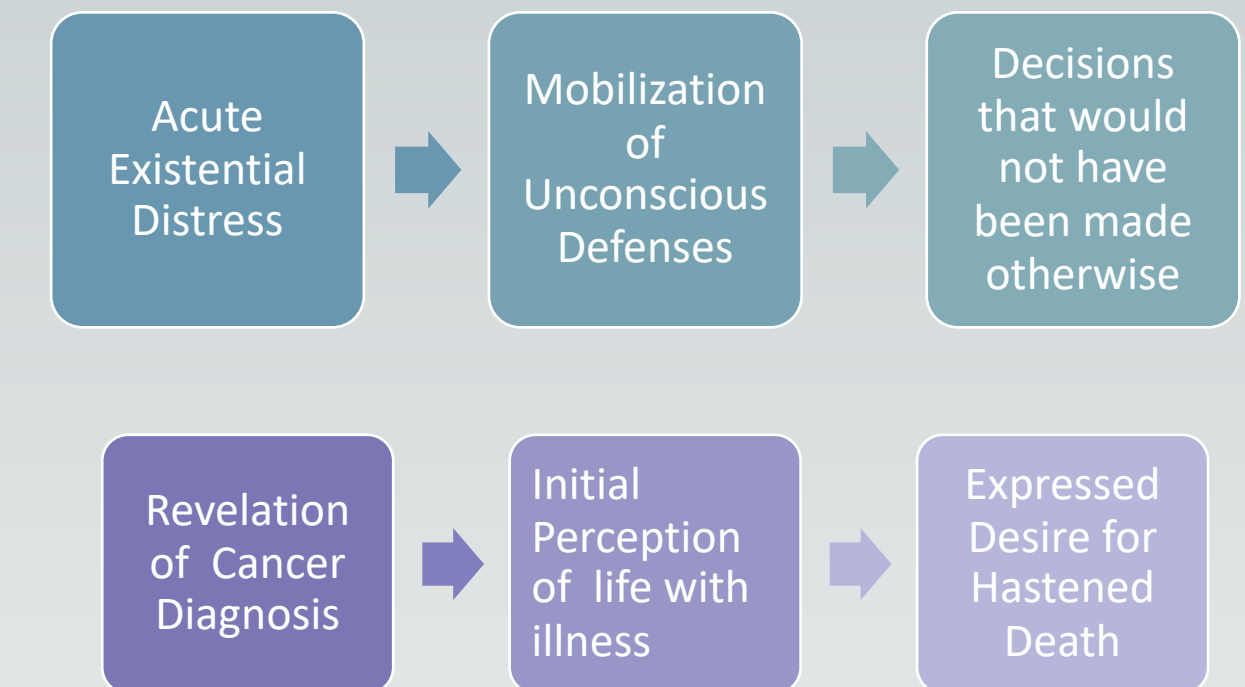 Acute
Existential
Distress
Mobilization
of
Unconscious
Defenses
Decisions
that would
not have
been made
otherwise
Revelation
of Cancer
Diagnosis
Initial
Perception
of life with
illness
Expressed
Desire for
Hastened
Death